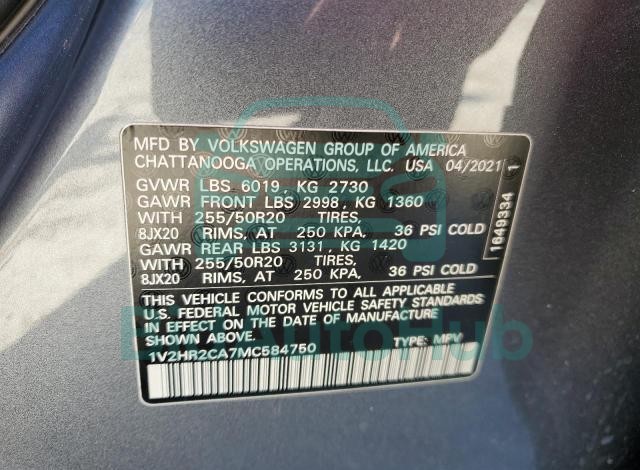 MFD BY VOLKSWAGEN GROUP OF AMERICA
CHATTANOOGA OPERATIONS, LLC. USA 04/2021
GVWR LBS 6019, KG 2730
GAWR FRONT LBS 2998, KG 1360
WITH 255/50R20 TIRES,
8JX20 RIMS, AT 250 KPA, 36 PSI COLD
GAWR REAR LBS 3131, KG 1420
WITH 255/50R20 TIRES,
8JX20 RIMS, AT 250 KPA, 36 PSI COLD
THIS VEHICLE CONFORMS TO ALL APPLICABLE
U.S. FEDERAL MOTOR VEHICLE SAFETY STANDARDS
IN EFFECT ON THE DATE OF MANUFACTURE
SHOWN ABOVE.
1V2HR2CA7MC584750 TYPE: MPV
1649334 1